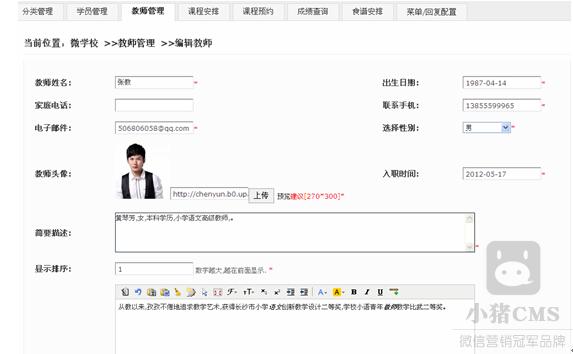 分类管理 学员管理 教师管理 课程安排 课程预约 成绩查询 食谱安排 菜单/回复配置
当前位置，微学校 >>教师管理 >>编辑教师
教师姓名： 张数 * 出生日期： 1987-04-14 *
家庭电话： 联系手机： 13855599965 *
电子邮件： 506806058@qq.com * 选择性别： 男 *
教师头像： http://chenyun.b0.up. 上传 预览建议[270*300]* 入职时间： 2012-05-17 *
简要描述： 黄琴芳,女,本科学历,小学语文高级教师,。 *
显示排序： 1 数字越大,越在前面显示. *
从教以来,孜孜不倦地追求教学艺术,获得长沙市小学语文创新教学设计二等奖,学校小语青年教师教学比武二等奖。
小猪CMS
微信营销冠军品牌